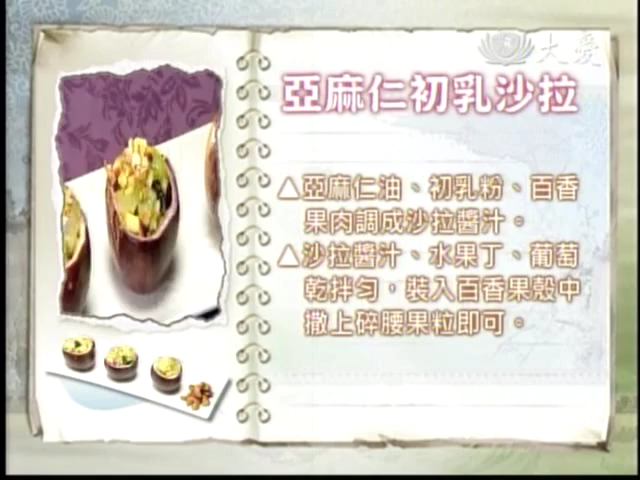 大愛
亞麻仁初乳沙拉
△亞麻仁油、初乳粉、百香
果肉調成沙拉醬汁。
△沙拉醬汁、水果丁、葡萄
乾拌勻，裝入百香果殼中
撒上碎腰果粒即可。